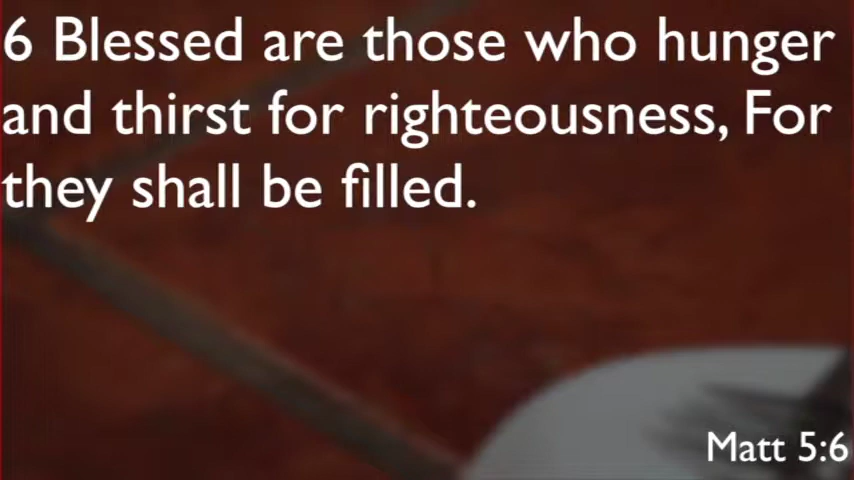 6 Blessed are those who hunger
and thirst for righteousness, For
they shall be filled.
Matt 5:6